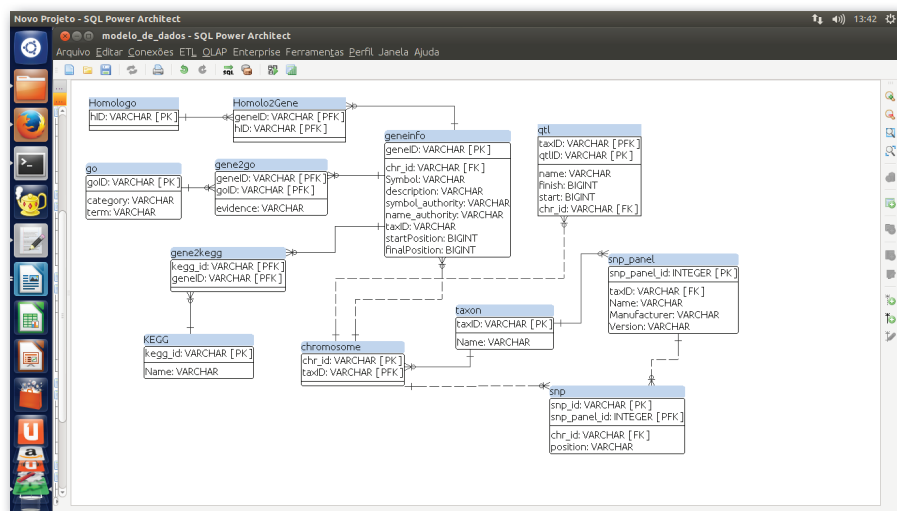 Novo Projeto - SQL Power Architect
13:42
modelo_de_dados - SQL Power Architect
Arquivo Editar Conexões ETL OLAP Enterprise Ferramentas Perfil Janela Ajuda
SQL
Homologo
hID: VARCHAR [PK]
Homolo2Gene
geneID: VARCHAR [PFK]
hID: VARCHAR [PFK]
geneinfo
geneID: VARCHAR [PK]
chr_id: VARCHAR [FK]
Symbol: VARCHAR
description: VARCHAR
symbol_authority: VARCHAR
name_authority: VARCHAR
taxID: VARCHAR
startPosition: BIGINT
finalPosition: BIGINT
qtl
taxID: VARCHAR [PFK]
qtlID: VARCHAR [PK]
name: VARCHAR
finish: BIGINT
start: BIGINT
chr_id: VARCHAR [FK]
go
goID: VARCHAR [PK]
category: VARCHAR
term: VARCHAR
gene2go
geneID: VARCHAR [PFK]
goID: VARCHAR [PFK]
evidence: VARCHAR
gene2kegg
kegg_id: VARCHAR [PFK]
geneID: VARCHAR [PFK]
snp_panel
snp_panel_id: INTEGER [PK]
taxID: VARCHAR [FK]
Name: VARCHAR
Manufacturer: VARCHAR
Version: VARCHAR
taxon
taxID: VARCHAR [PK]
Name: VARCHAR
KEGG
kegg_id: VARCHAR [PK]
Name: VARCHAR
chromosome
chr_id: VARCHAR [PK]
taxID: VARCHAR [PFK]
snp
snp_id: VARCHAR [PK]
snp_panel_id: INTEGER [PFK]
chr_id: VARCHAR [FK]
position: VARCHAR